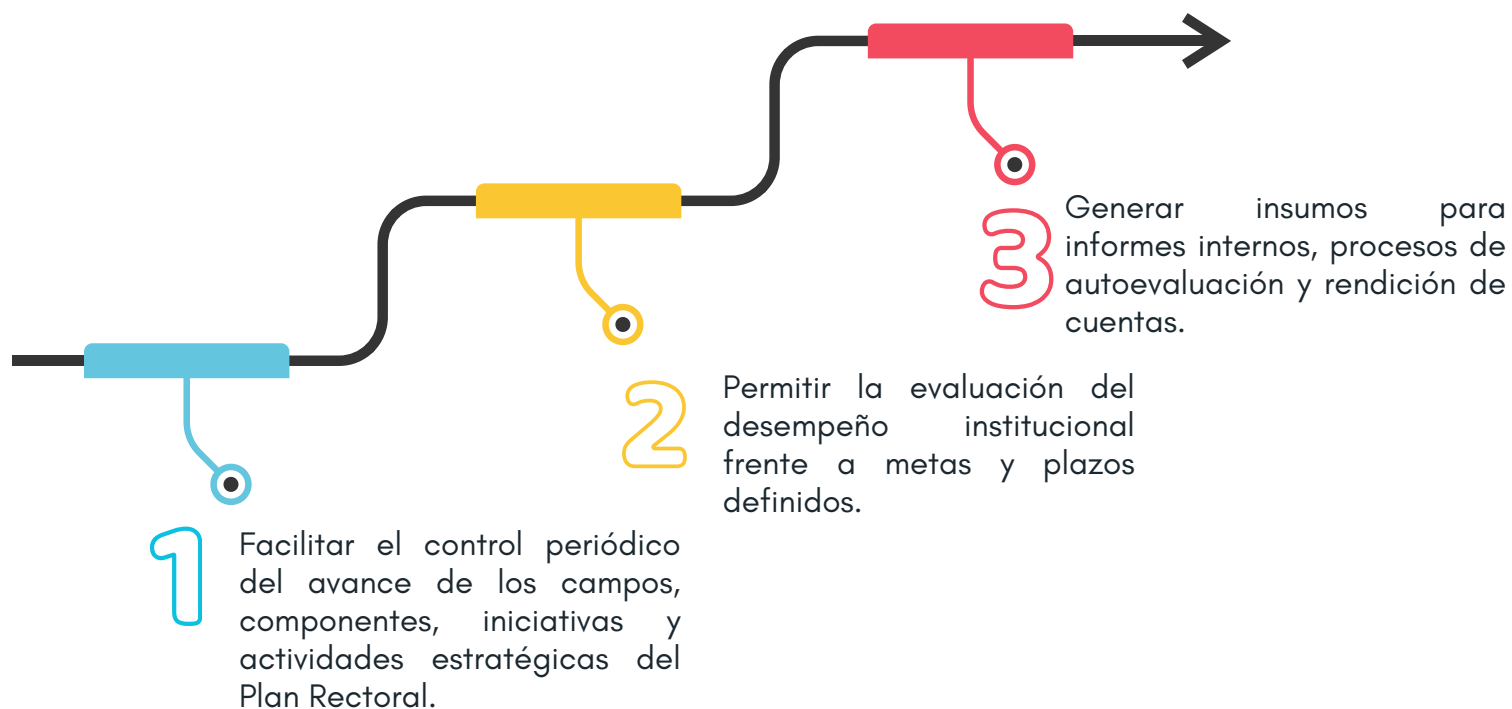 1
Facilitar el control periódico
del avance de los campos,
componentes, iniciativas y
actividades estratégicas del
Plan Rectoral.
2
Permitir la evaluación del
desempeño institucional
frente a metas y plazos
definidos.
3
Generar insumos para
informes internos, procesos de
autoevaluación y rendición de
cuentas.